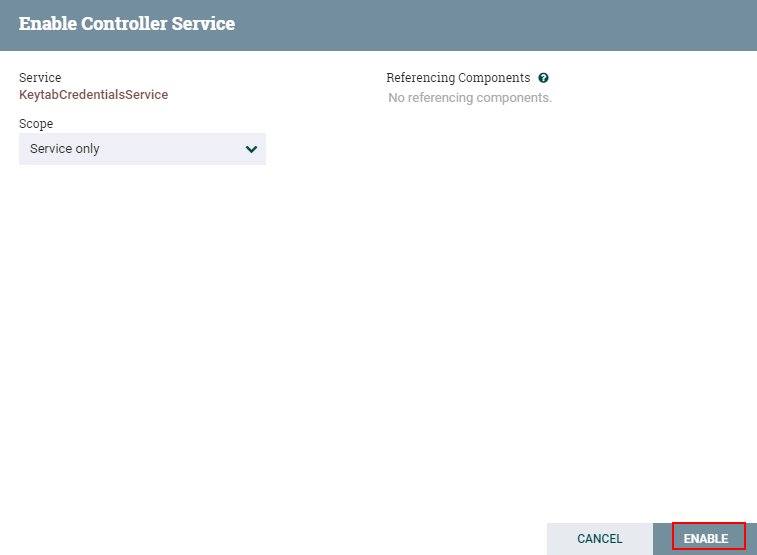 Enable Controller Service
Service
KeytabCredentialsService
Scope
Service only
Referencing Components
No referencing components.
CANCEL
ENABLE